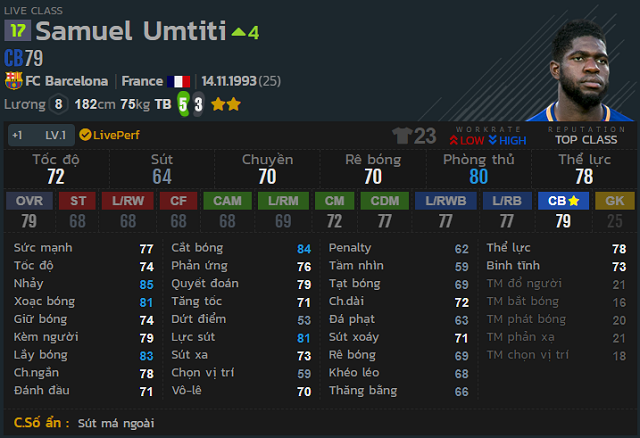 LIVE CLASS
17 Samuel Umtiti 4
CB 79
FC Barcelona France 14.11.1993 (25)
Lương 8 182cm 75kg TB 5 3
+1 LV.1 LivePerf 23 WORKRATE LOW HIGH REPUTATION TOP CLASS
Tốc độ Sút Chuyền Rê bóng Phòng thủ Thể lực
72 64 70 70 80 78
OVR ST L/RW CF CAM L/RM CM CDM L/RWB L/RB CB GK
79 68 68 68 68 69 72 77 77 77 79 25
Sức mạnh 77 Cắt bóng 84 Penalty 62 Thể lực 78
Tốc độ 74 Phản ứng 76 Tầm nhìn 59 Bình tĩnh 73
Nhảy 85 Quyết đoán 79 Tạt bóng 69 TM đổ người 21
Xoạc bóng 81 Tăng tốc 71 Ch.dài 72 TM bắt bóng 16
Giữ bóng 74 Dứt điểm 53 Đá phạt 63 TM phát bóng 20
Kèm người 79 Lực sút 81 Sút xoáy 71 TM phản xạ 21
Lấy bóng 83 Sút xa 73 Rê bóng 69 TM chọn vị trí 18
Ch.ngắn 78 Chọn vị trí 59 Khéo léo 68
Đánh đầu 71 Vô-lê 70 Thăng bằng 66
C.Số ẩn : Sút má ngoài